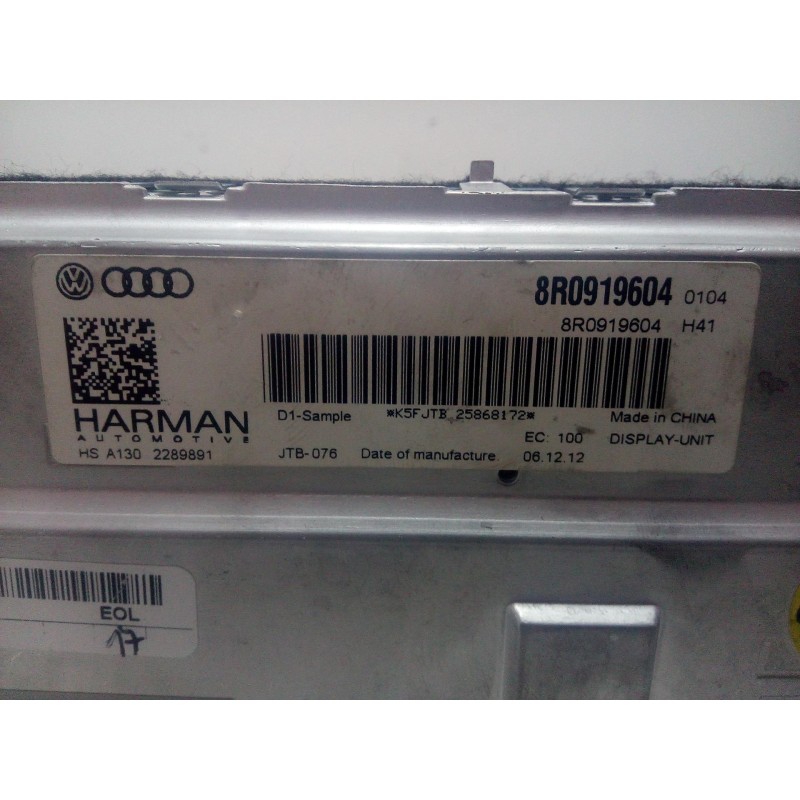 8R0919604 0104
8R0919604 H41
HARMAN
AUTOMOTIVE
D1-Sample *K5FJTB 25868172* Made in CHINA
EC: 100 DISPLAY-UNIT
HS A130 2289891 JTB-076 Date of manufacture. 06.12.12
EOL
17